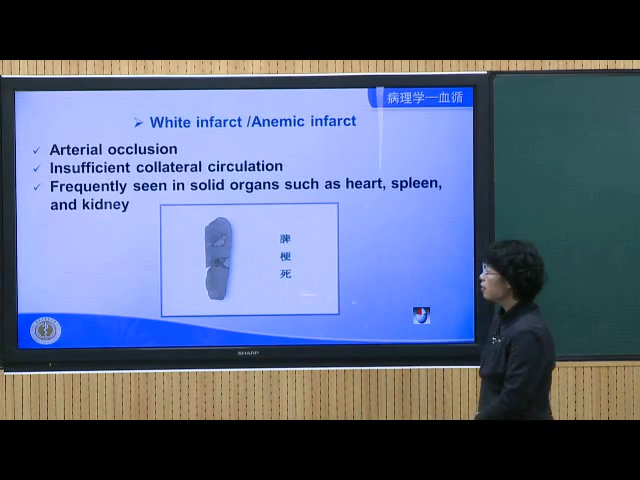 病理学—血循
➢ White infarct /Anemic infarct
✓ Arterial occlusion
✓ Insufficient collateral circulation
✓ Frequently seen in solid organs such as heart, spleen,
and kidney
脾
梗
死
SHARP